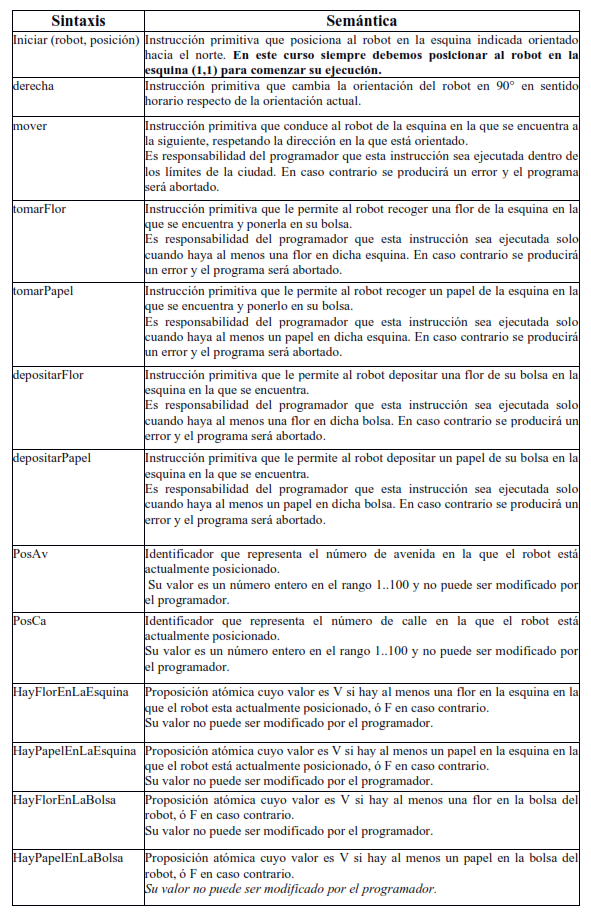 Sintaxis Semántica
Iniciar (robot, posición) Instrucción primitiva que posiciona al robot en la esquina indicada orientado
hacia el norte. En este curso siempre debemos posicionar al robot en la
esquina (1,1) para comenzar su ejecución.
derecha Instrucción primitiva que cambia la orientación del robot en 90° en sentido
horario respecto de la orientación actual.
mover Instrucción primitiva que conduce al robot de la esquina en la que se encuentra a
la siguiente, respetando la dirección en la que está orientado.
Es responsabilidad del programador que esta instrucción sea ejecutada dentro de
los límites de la ciudad. En caso contrario se producirá un error y el programa
será abortado.
tomarFlor Instrucción primitiva que le permite al robot recoger una flor de la esquina en la
que se encuentra y ponerla en su bolsa.
Es responsabilidad del programador que esta instrucción sea ejecutada solo
cuando haya al menos una flor en dicha esquina. En caso contrario se producirá
un error y el programa será abortado.
tomarPapel Instrucción primitiva que le permite al robot recoger un papel de la esquina en la
que se encuentra y ponerlo en su bolsa.
Es responsabilidad del programador que esta instrucción sea ejecutada solo
cuando haya al menos un papel en dicha esquina. En caso contrario se producirá
un error y el programa será abortado.
depositarFlor Instrucción primitiva que le permite al robot depositar una flor de su bolsa en la
esquina en la que se encuentra.
Es responsabilidad del programador que esta instrucción sea ejecutada solo
cuando haya al menos una flor en dicha bolsa. En caso contrario se producirá un
error y el programa será abortado.
depositarPapel Instrucción primitiva que le permite al robot depositar un papel de su bolsa en la
esquina en la que se encuentra.
Es responsabilidad del programador que esta instrucción sea ejecutada solo
cuando haya al menos un papel en dicha bolsa. En caso contrario se producirá un
error y el programa será abortado.
PosAv Identificador que representa el número de avenida en la que el robot está
actualmente posicionado.
Su valor es un número entero en el rango 1..100 y no puede ser modificado por
el programador.
PosCa Identificador que representa el número de calle en la que el robot está
actualmente posicionado.
Su valor es un número entero en el rango 1..100 y no puede ser modificado por
el programador.
HayFlorEnLaEsquina Proposición atómica cuyo valor es V si hay al menos una flor en la esquina en la
que el robot esta actualmente posicionado, ó F en caso contrario.
Su valor no puede ser modificado por el programador.
HayPapelEnLaEsquina Proposición atómica cuyo valor es V si hay al menos un papel en la esquina en la
que el robot está actualmente posicionado, ó F en caso contrario.
Su valor no puede ser modificado por el programador.
HayFlorEnLaBolsa Proposición atómica cuyo valor es V si hay al menos una flor en la bolsa del
robot, ó F en caso contrario.
Su valor no puede ser modificado por el programador.
HayPapelEnLaBolsa Proposición atómica cuyo valor es V si hay al menos un papel en la bolsa del
robot, ó F en caso contrario.
Su valor no puede ser modificado por el programador.